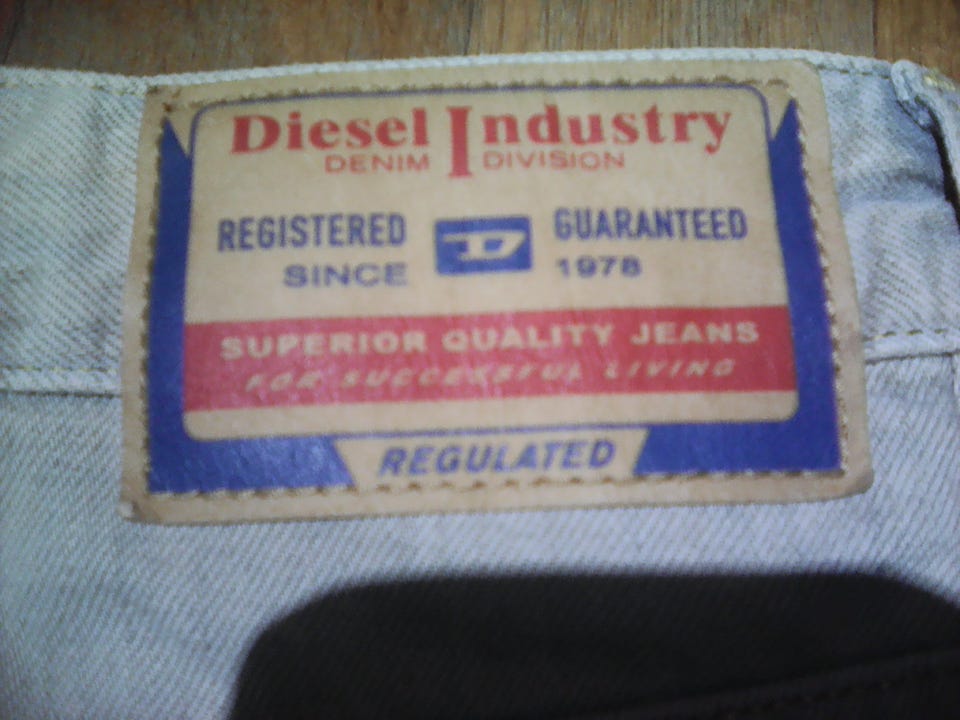 Diesel Industry
DENIM DIVISION
REGISTERED D GUARANTEED
SINCE 1978
SUPERIOR QUALITY JEANS
FOR SUCCESSFUL LIVING
REGULATED